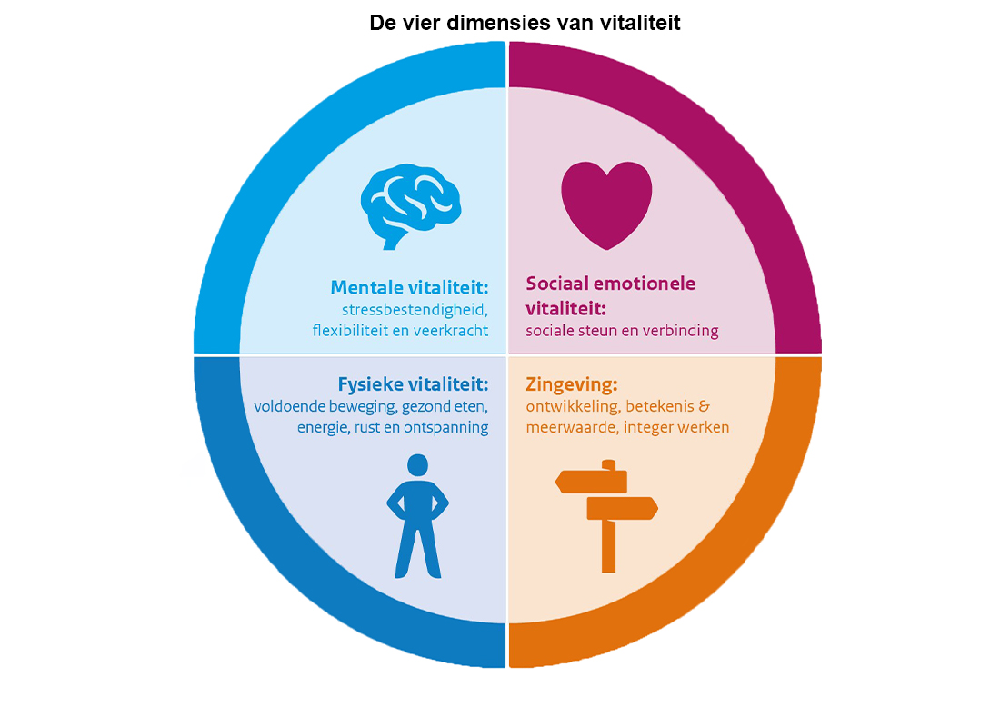 De vier dimensies van vitaliteit
Mentale vitaliteit:
stressbestendigheid,
flexibiliteit en veerkracht
Sociaal emotionele
vitaliteit:
sociale steun en verbinding
Fysieke vitaliteit:
voldoende beweging, gezond eten,
energie, rust en ontspanning
Zingeving:
ontwikkeling, betekenis &
meerwaarde, integer werken